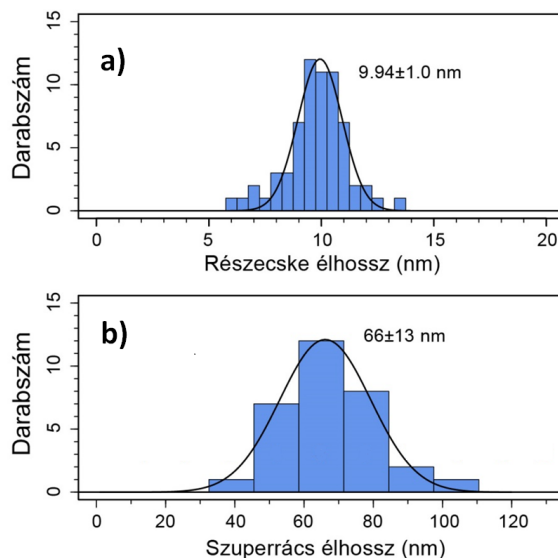 a)
9.94±1.0 nm
Darabszám
0 5 10 15
0 5 10 15 20
Részecske élhossz (nm)
b)
66±13 nm
Darabszám
0 5 10 15
0 20 40 60 80 100 120
Szuperrács élhossz (nm)